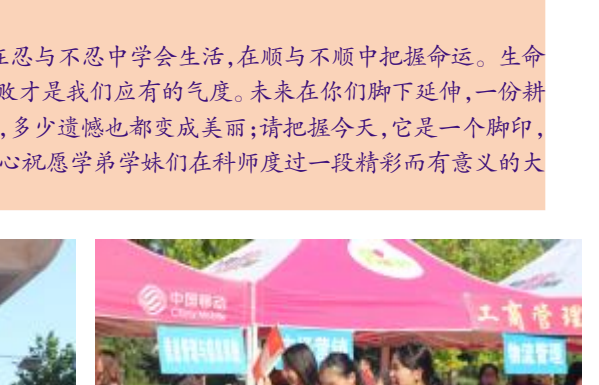 在忍与不忍中学会生活,在顺与不顺中把握命运。生命
败才是我们应有的气度。未来在你们脚下延伸,一份耕
,多少遗憾也都变成美丽;请把握今天,它是一个脚印,
心祝愿学弟学妹们在科师度过一段精彩而有意义的大
中国移动
China Mobile
工商管理
市场营销
物流管理